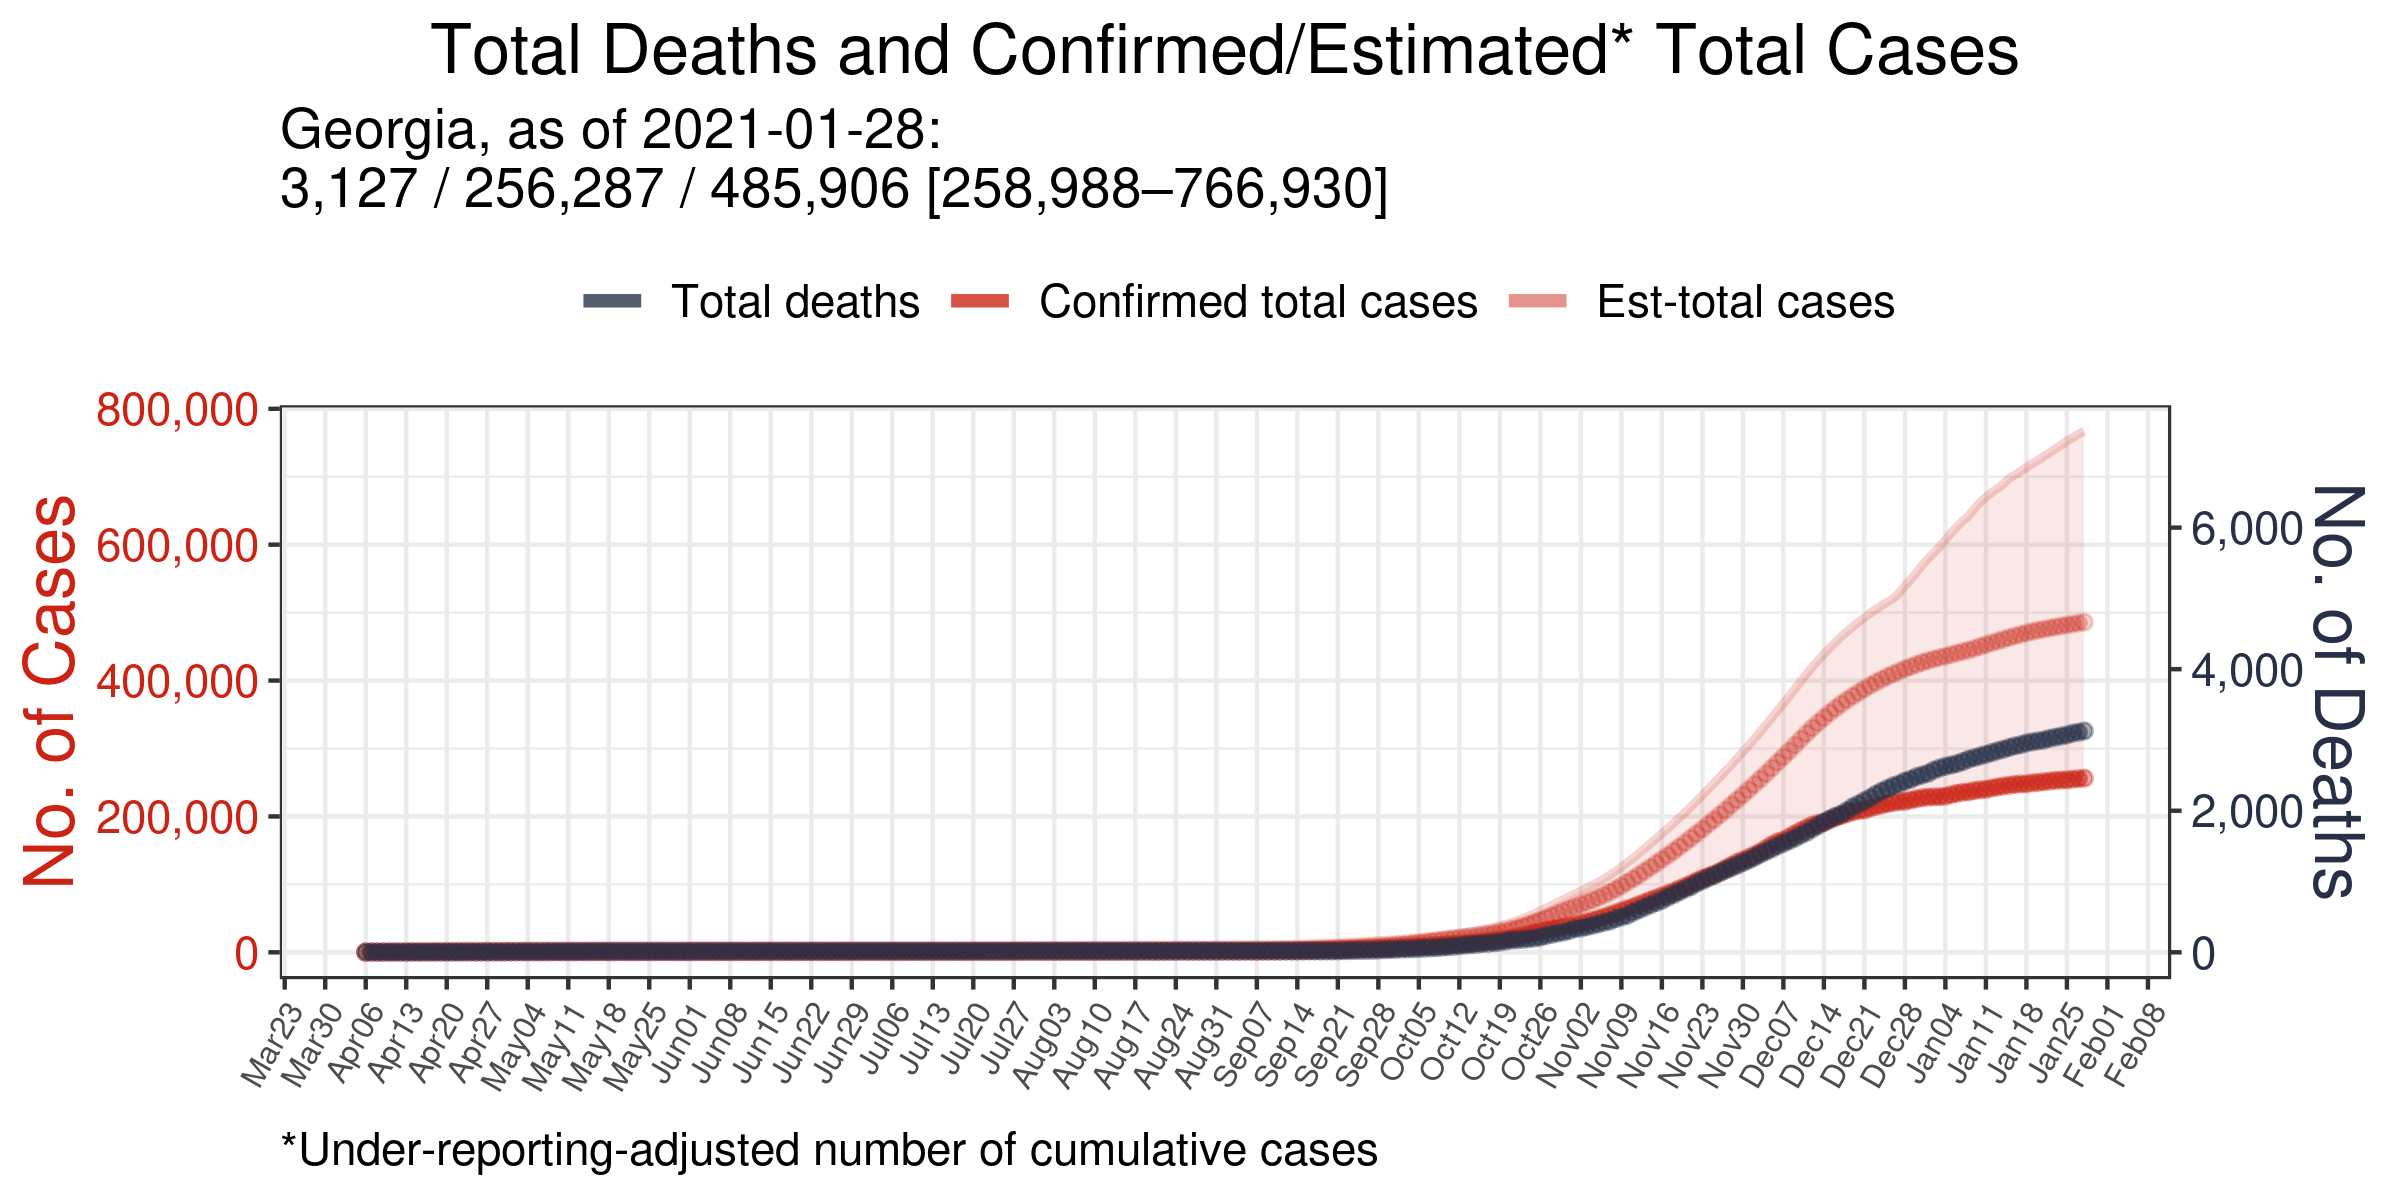 Total Deaths and Confirmed/Estimated* Total Cases
Georgia, as of 2021-01-28:
3,127 / 256,287 / 485,906 [258,988–766,930]
Total deaths
Confirmed total cases
Est-total cases
No. of Cases
800,000
600,000
400,000
200,000
0
6,000
4,000
2,000
0
No. of Deaths
Mar23
Mar30
Apr06
Apr13
Apr20
Apr27
May04
May11
May18
May25
Jun01
Jun08
Jun15
Jun22
Jun29
Jul06
Jul13
Jul20
Jul27
Aug03
Aug10
Aug17
Aug24
Aug31
Sep07
Sep14
Sep21
Sep28
Oct05
Oct12
Oct19
Oct26
Nov02
Nov09
Nov16
Nov23
Nov30
Dec07
Dec14
Dec21
Dec28
Jan04
Jan11
Jan18
Jan25
Feb01
Feb08
*Under-reporting-adjusted number of cumulative cases